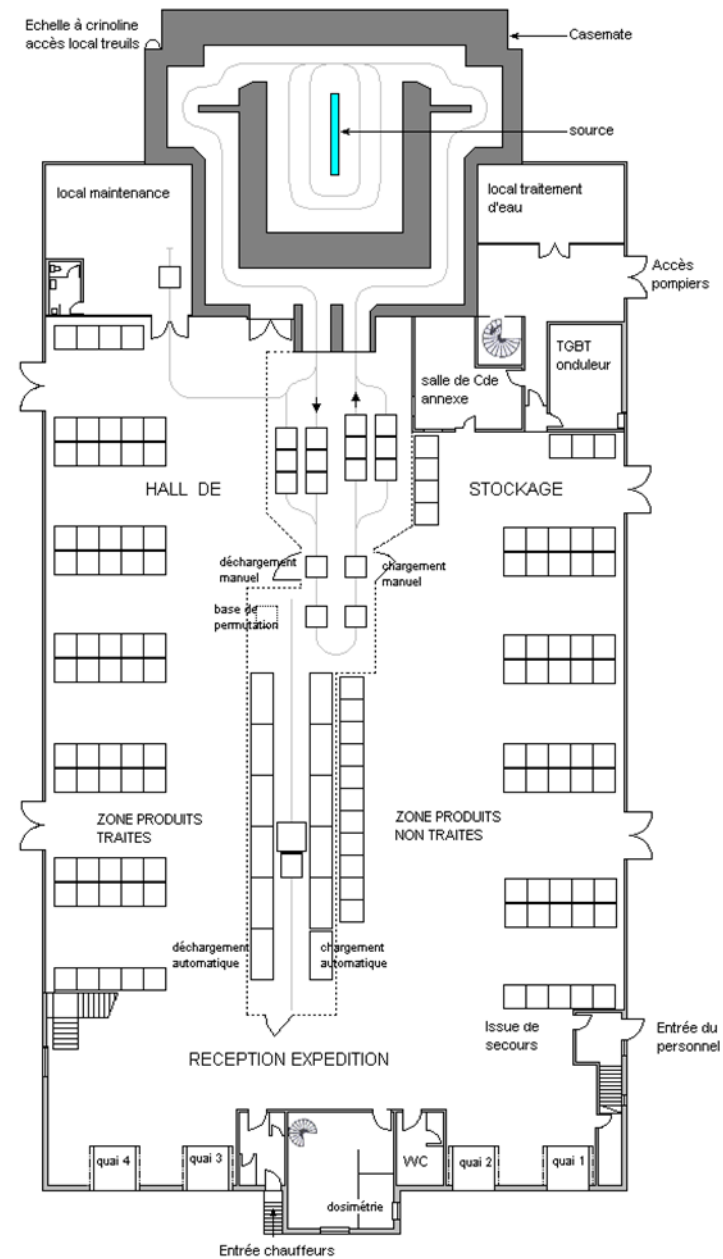 Echelle à crinoline
accès local treuils
Casemate
source
local maintenance
local traitement
d'eau
Accès
pompiers
TGBT
onduleur
salle de Cde
annexe
HALL DE
STOCKAGE
déchargement
manuel
chargement
manuel
base de
permutation
ZONE PRODUITS
TRAITES
ZONE PRODUITS
NON TRAITES
déchargement
automatique
chargement
automatique
Issue de
secours
Entrée du
personnel
RECEPTION EXPEDITION
quai 4
quai 3
WC
quai 2
quai 1
dosimétrie
Entrée chauffeurs